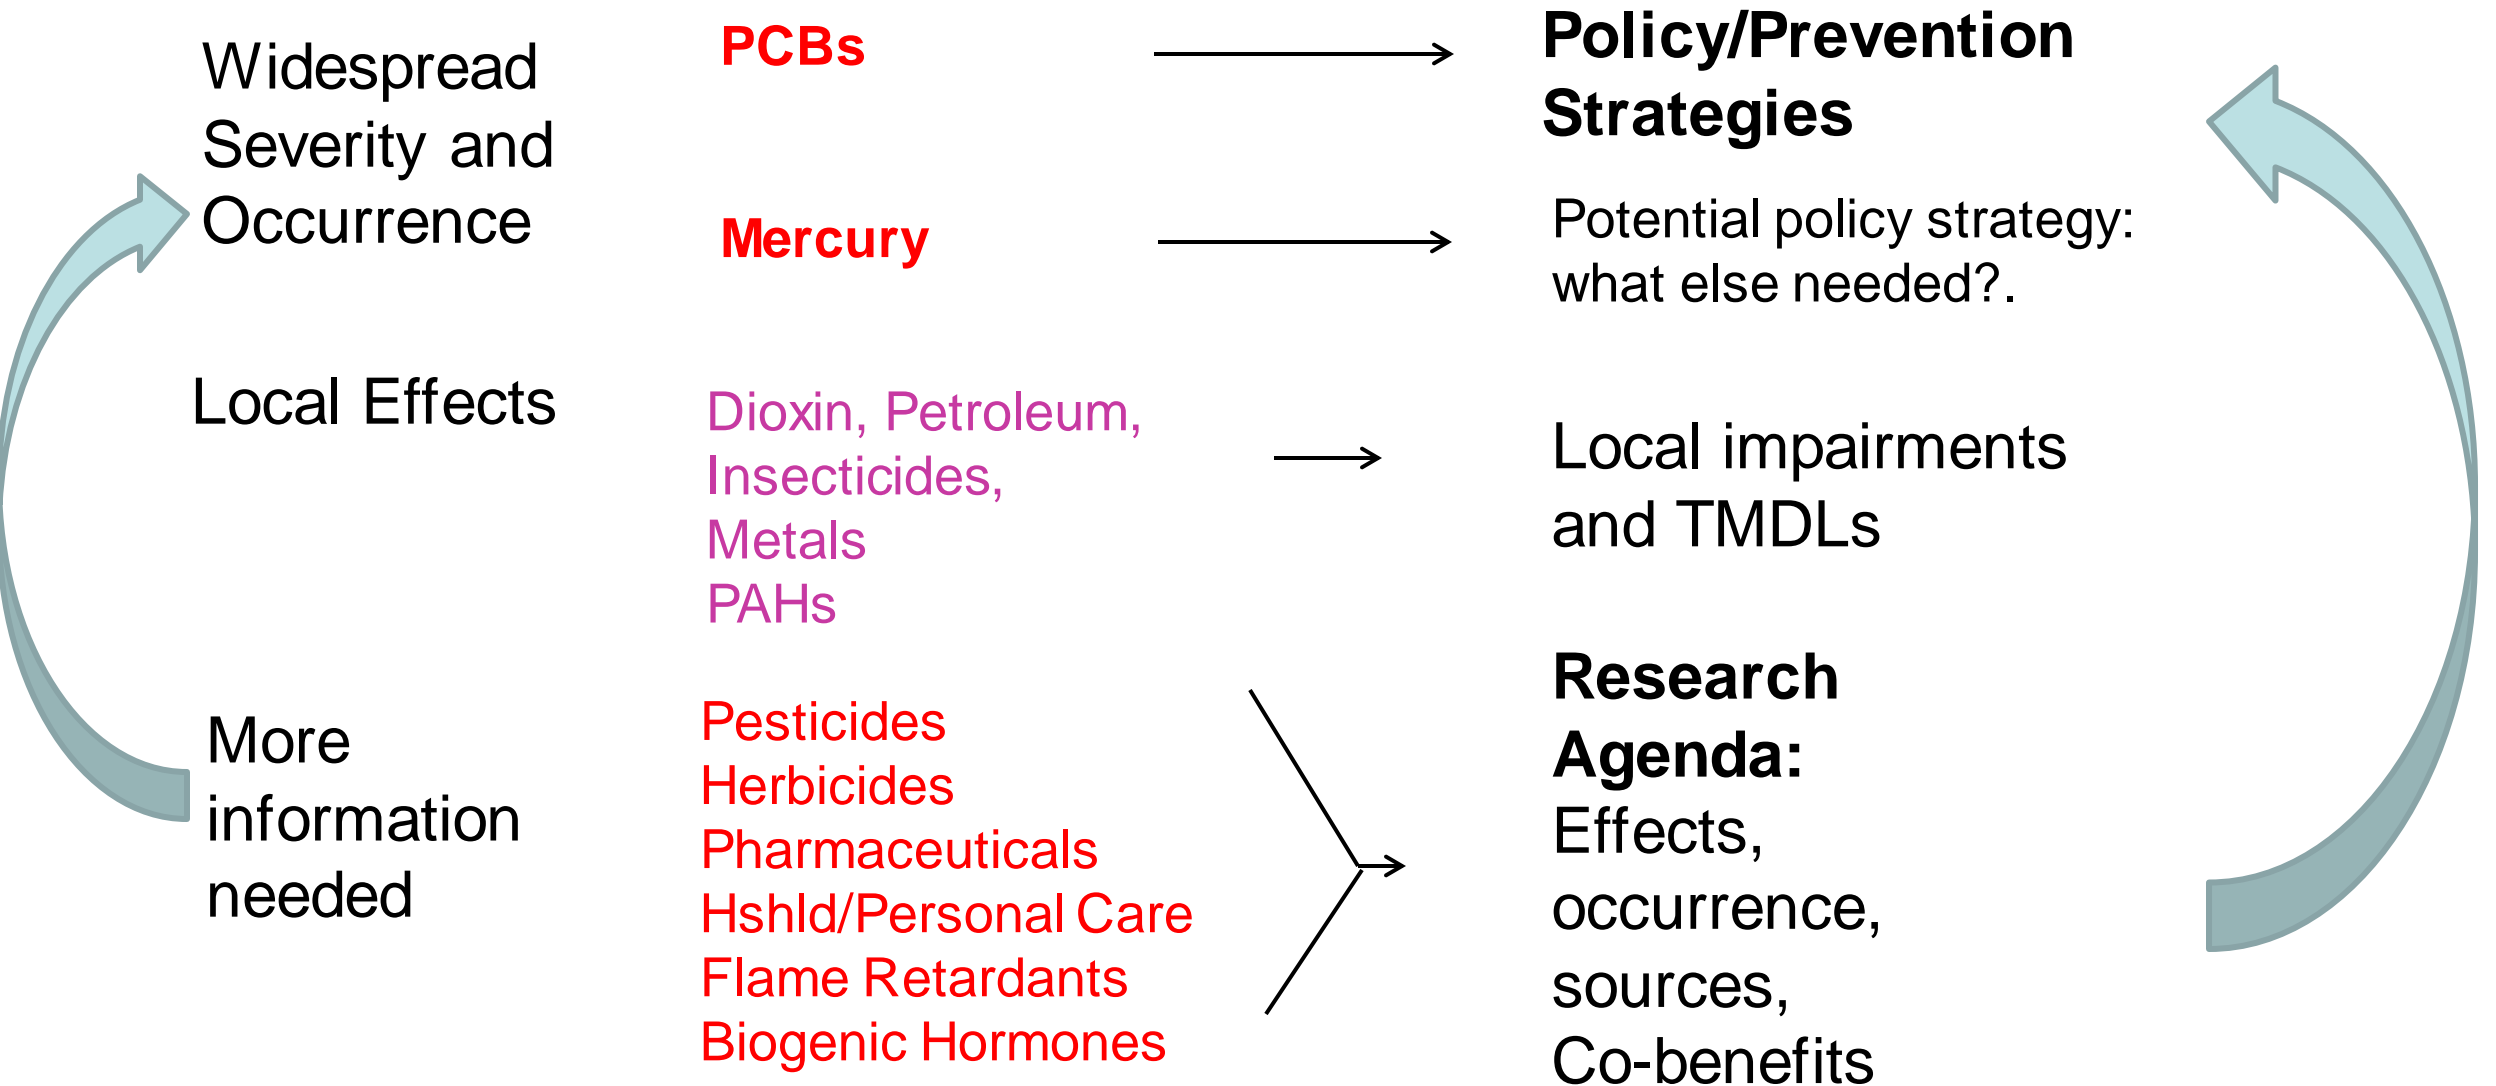 Widespread
Severity and
Occurrence
PCBs
Mercury
Policy/Prevention
Strategies
Potential policy strategy:
what else needed?.
Local Effects
Dioxin, Petroleum,
Insecticides,
Metals
PAHs
Local impairments
and TMDLs
More
information
needed
Pesticides
Herbicides
Pharmaceuticals
Hshld/Personal Care
Flame Retardants
Biogenic Hormones
Research
Agenda:
Effects,
occurrence,
sources,
Co-benefits